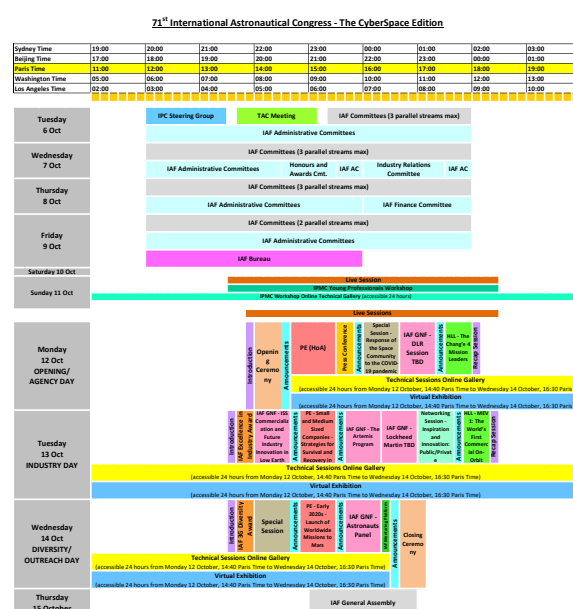 71st International Astronautical Congress - The CyberSpace Edition
Sydney Time 19:00 20:00 21:00 22:00 23:00 00:00 01:00 02:00 03:00
Beijing Time 17:00 18:00 19:00 20:00 21:00 22:00 23:00 00:00 01:00
Paris Time 11:00 12:00 13:00 14:00 15:00 16:00 17:00 18:00 19:00
Washington Time 05:00 06:00 07:00 08:00 09:00 10:00 11:00 12:00 13:00
Los Angeles Time 02:00 03:00 04:00 05:00 06:00 07:00 08:00 09:00 10:00
Tuesday
6 Oct
IPC Steering Group
TAC Meeting
IAF Committees (3 parallel streams max)
IAF Administrative Committees
Wednesday
7 Oct
IAF Committees (3 parallel streams max)
IAF Administrative Committees
Honours and
Awards Cmt.
IAF AC
Industry Relations
Committee
IAF AC
Thursday
8 Oct
IAF Committees (3 parallel streams max)
IAF Administrative Committees
IAF Finance Committee
Friday
9 Oct
IAF Committees (2 parallel streams max)
IAF Administrative Committees
IAF Bureau
Saturday 10 Oct
Sunday 11 Oct
Live Session
IPMC Young Professionals Workshop
IPMC Workshop Online Technical Gallery (accessible 24 hours)
Live Sessions
Monday
12 Oct
OPENING/
AGENCY DAY
Introduction
Openin
g
Ceremo
ny
Announcements
PE (HoA)
Press Conference
Announcements
Special
Session -
Response of
the Space
Community
to the COVID-
19 pandemic
IAF GNF -
DLR
Session
TBD
Announcements
HLL - The
Chang'e 4
Mission
Leaders
Recap Session
Technical Sessions Online Gallery
(accessible 24 hours from Monday 12 October, 14:40 Paris Time to Wednesday 14 October, 16:30 Paris
Virtual Exhibition
(accessible 24 hours from Monday 12 October, 14:40 Paris Time to Wednesday 14 October, 16:30 Paris
Tuesday
13 Oct
INDUSTRY DAY
Introduction
IAF Excellence in
Industry Award
IAF GNF - ISS
Commercializ
ation and
Future
Industry
Innovation in
Low Earth
Announcements
PE - Small
and Medium
Sized
Companies -
Strategies for
Survival and
Recovery in
Announcements
IAF GNF - The
Artemis
Program
IAF GNF -
Lockheed
Martin TBD
Announcements
Networking
Session -
Inspiration
and
Innovation:
Public/Privat
e
Announcements
HLL - MEV
1: The
World's
First
Commerc
ial On-
Orbit
Recap Session
Technical Sessions Online Gallery
(accessible 24 hours from Monday 12 October, 14:40 Paris Time to Wednesday 14 October, 16:30 Paris Time)
Virtual Exhibition
(accessible 24 hours from Monday 12 October, 14:40 Paris Time to Wednesday 14 October, 16:30 Paris Time)
Wednesday
14 Oct
DIVERSITY/
OUTREACH DAY
Introduction
IAF 3G Diversity
Award
Special
Session
Announcements
PE - Early
2020s -
Launch of
Worldwide
Missions to
Mars
Announcements
IAF GNF -
Astronauts
Panel
Announcements
Closing
Ceremo
ny
Technical Sessions Online Gallery
(accessible 24 hours from Monday 12 October, 14:40 Paris Time to Wednesday 14 October, 16:30 Paris Time)
Virtual Exhibition
(accessible 24 hours from Monday 12 October, 14:40 Paris Time to Wednesday 14 October, 16:30 Paris Time)
Thursday
15 October
IAF General Assembly